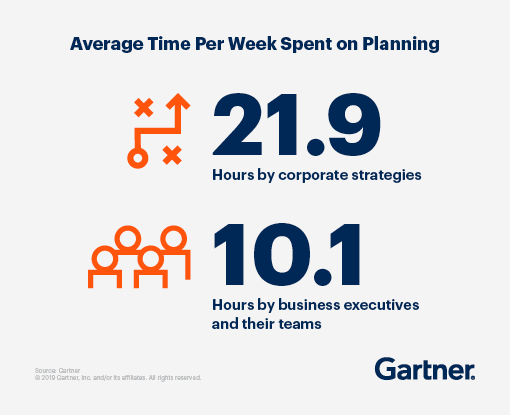 Average Time Per Week Spent on Planning
21.9
Hours by corporate strategies
10.1
Hours by business executives
and their teams
Source: Gartner
© 2019 Gartner, Inc. and/or its affiliates. All rights reserved.
Gartner.